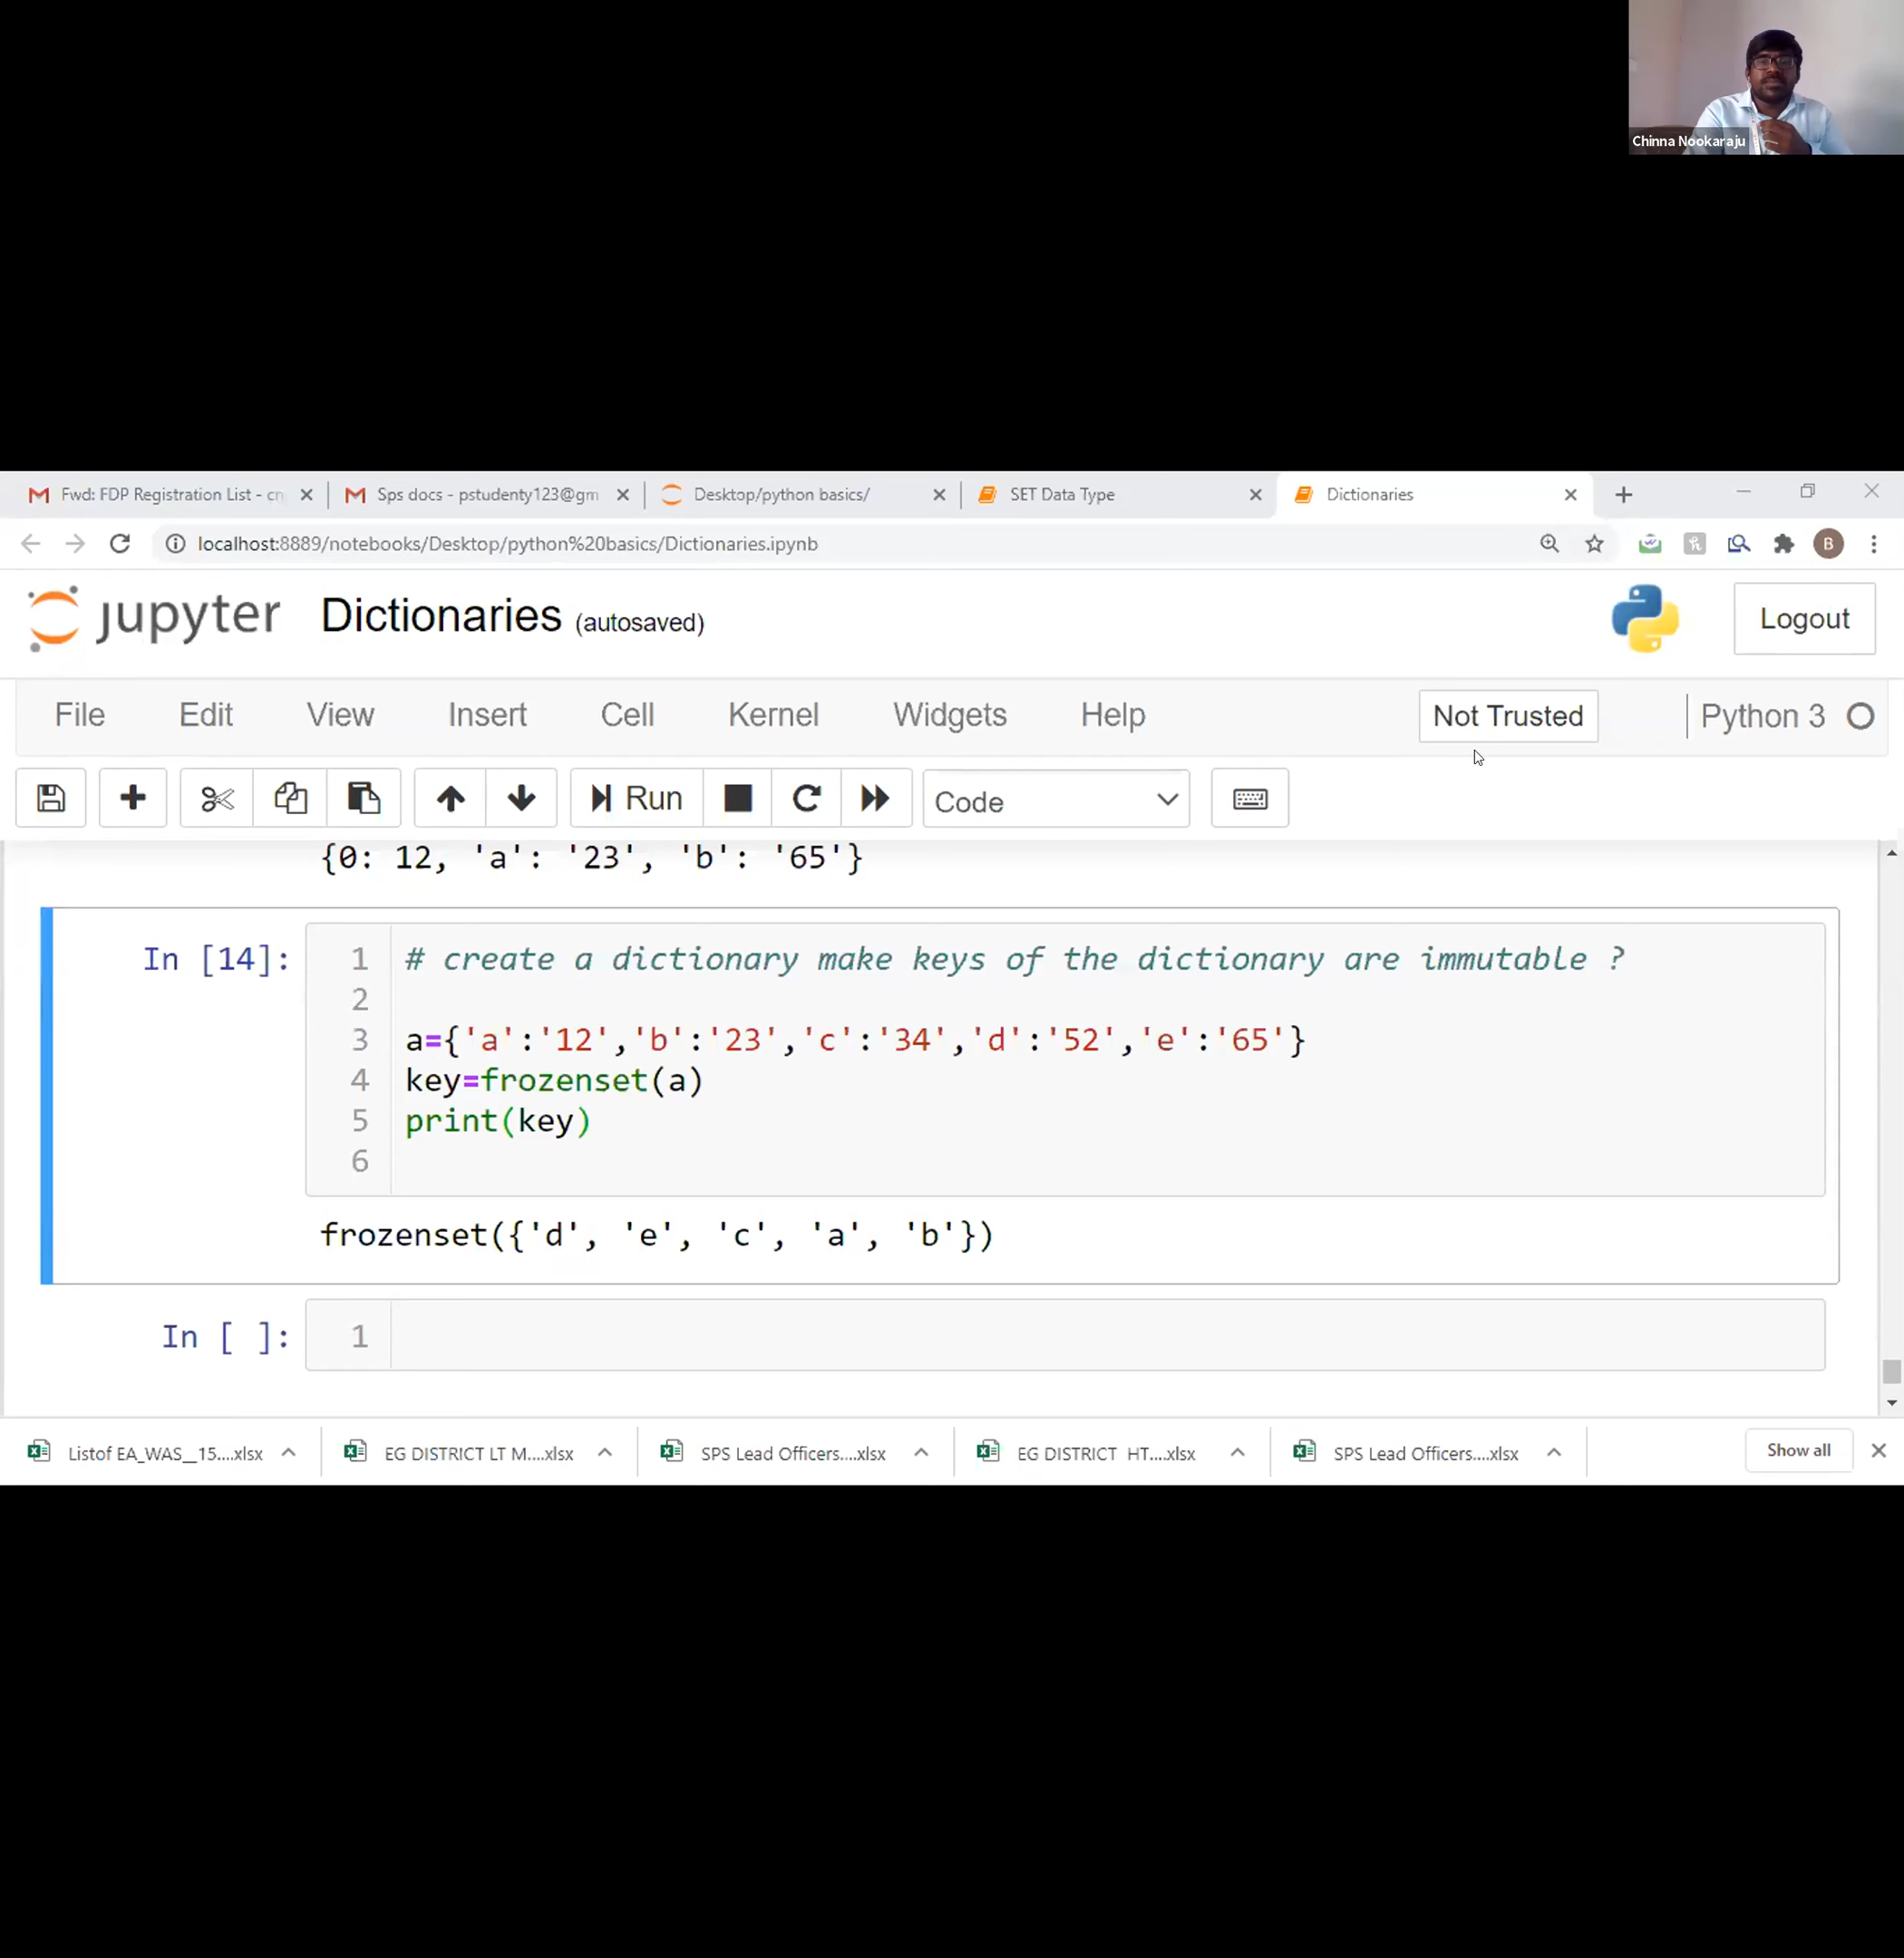 Chinna Nookaraju
Fwd: FDP Registration List - cn
Sps docs - pstudenty123@gm
Desktop/python basics/
SET Data Type
Dictionaries
localhost:8889/notebooks/Desktop/python%20basics/Dictionaries.ipynb
B
jupyter Dictionaries (autosaved)
Logout
File Edit View Insert Cell Kernel Widgets Help Not Trusted Python 3
Run Code
{0: 12, 'a': '23', 'b': '65'}
In [14]:
1 # create a dictionary make keys of the dictionary are immutable ?
2
3 a={'a':'12','b':'23','c':'34','d':'52','e':'65'}
4 key=frozenset(a)
5 print(key)
6
frozenset({'d', 'e', 'c', 'a', 'b'})
In [ ]: 1
Listof EA_WAS__15....xlsx
EG DISTRICT LT M....xlsx
SPS Lead Officers....xlsx
EG DISTRICT HT....xlsx
SPS Lead Officers....xlsx
Show all